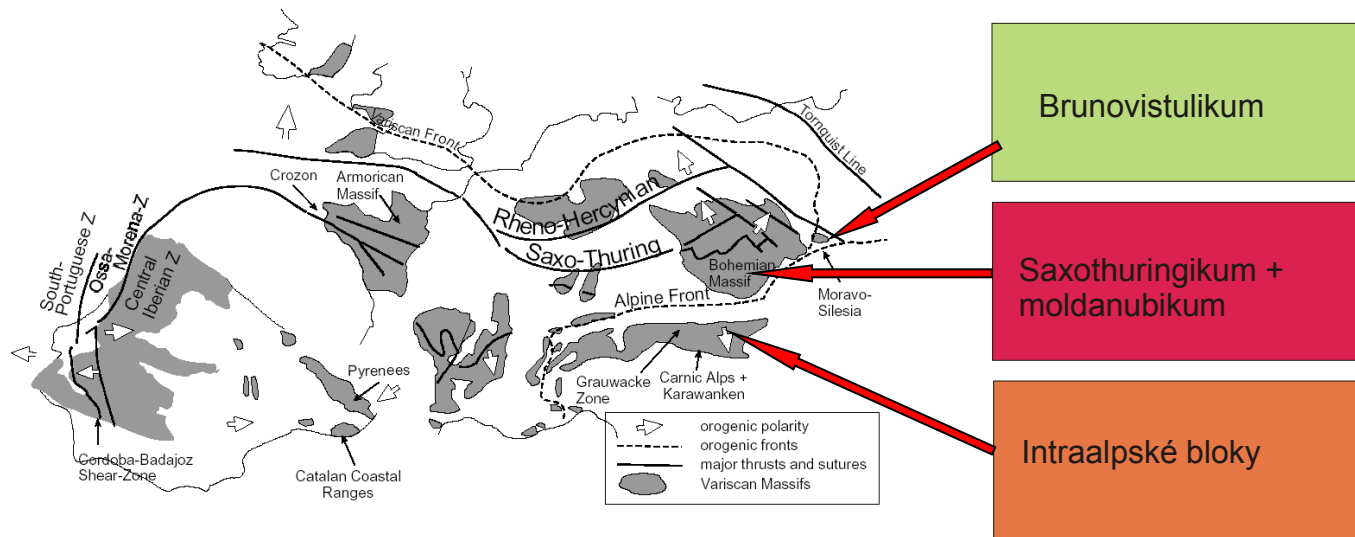 Variscan Front
Tornquist Line
Crozon
Armorican
Massif
Rheno-Hercynian
Saxo-Thuring
Bohemian
Massif
Moravo-
Silesia
Alpine Front
South-
Portuguese Z
Ossa-
Morena-Z
Central
Iberian Z
Pyrenees
Grauwacke
Zone
Carnic Alps +
Karawanken
Cordoba-Badajoz
Shear-Zone
Catalan Coastal
Ranges
orogenic polarity
orogenic fronts
major thrusts and sutures
Variscan Massifs
Brunovistulikum
Saxothuringikum +
moldanubikum
Intraalpské bloky